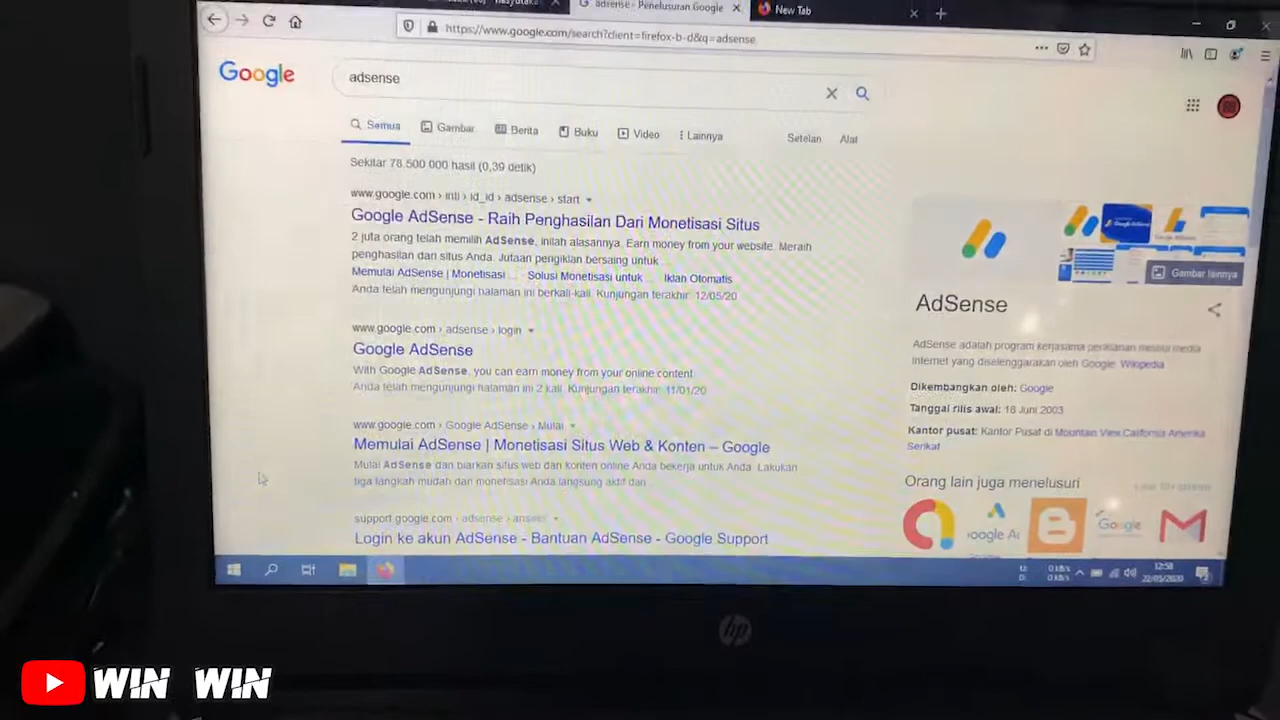 adsense - Penelusuran Google
New Tab
https://www.google.com/search?client=firefox-b-d&q=adsense
Google
adsense
Semua
Gambar
Berita
Buku
Video
Lainnya
Setelan
Alat
Sekitar 78.500.000 hasil (0,39 detik)
www.google.com › intl › id_id › adsense › start
Google AdSense - Raih Penghasilan Dari Monetisasi Situs
2 juta orang telah memilih AdSense, inilah alasannya. Earn money from your website. Meraih
penghasilan dari situs Anda. Jutaan pengiklan bersaing untuk ...
Memulai AdSense | Monetisasi ... · Solusi Monetisasi untuk ... · Iklan Otomatis
Anda telah mengunjungi halaman ini berkali-kali. Kunjungan terakhir: 12/05/20
www.google.com › adsense › login
Google AdSense
With Google AdSense, you can earn money from your online content.
Anda telah mengunjungi halaman ini 2 kali. Kunjungan terakhir: 11/01/20
www.google.com › Google AdSense › Mulai
Memulai AdSense | Monetisasi Situs Web & Konten – Google
Mulai AdSense dan biarkan situs web dan konten online Anda bekerja untuk Anda. Lakukan
tiga langkah mudah dan monetisasi Anda langsung aktif dan ...
support.google.com › adsense › answer
Login ke akun AdSense - Bantuan AdSense - Google Support
Gambar lainnya
AdSense
AdSense adalah program kerjasama periklanan melalui media
Internet yang diselenggarakan oleh Google. Wikipedia
Dikembangkan oleh: Google
Tanggal rilis awal: 18 Juni 2003
Kantor pusat: Kantor Pusat di Mountain View,California Amerika
Serikat
Orang lain juga menelusuri
Google
0 kB/s
0 kB/s
12:58
22/05/2020
hp
WIN WIN